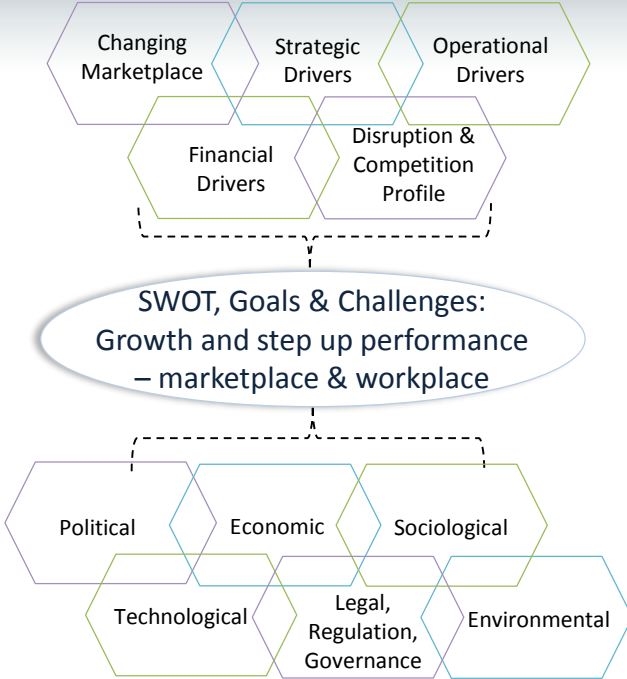 Changing
Marketplace
Strategic
Drivers
Operational
Drivers
Financial
Drivers
Disruption &
Competition
Profile
SWOT, Goals & Challenges:
Growth and step up performance
– marketplace & workplace
Political
Economic
Sociological
Technological
Legal,
Regulation,
Governance
Environmental